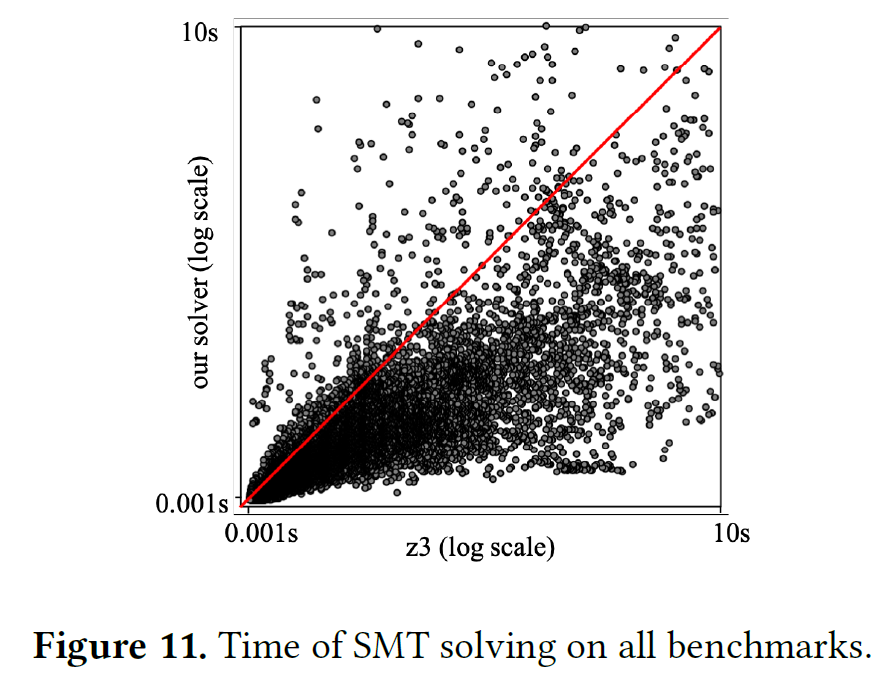 10s
our solver (log scale)
0.001s
0.001s
z3 (log scale)
10s
Figure 11. Time of SMT solving on all benchmarks.